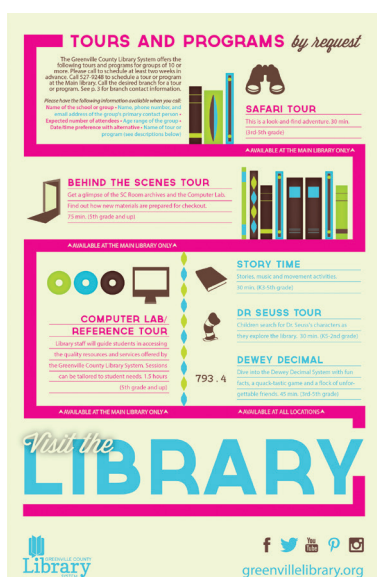 TOURS AND PROGRAMS by request
The Greenville County Library System offers the
following tours and programs for groups of 10 or
more. Please call to schedule at least two weeks in
advance. Call 527-9248 to schedule a tour or program
at the Main library. Call the desired branch for a tour
or program. See p. 3 for branch contact information.
Please have the following information available when you call:
Name of the school or group • Name, phone number, and
email address of the group's primary contact person •
Expected number of attendees • Age range of the group •
Date/time preference with alternative • Name of tour or
program (see descriptions below)
SAFARI TOUR
This is a look and find adventure. 30 min.
(3rd-5th grade)
AVAILABLE AT THE MAIN LIBRARY ONLY
BEHIND THE SCENES TOUR
Get a glimpse of the SC Room archives and the Computer Lab.
Find out how new materials are prepared for checkout.
75 min. (5th grade and up)
AVAILABLE AT THE MAIN LIBRARY ONLY
STORY TIME
Stories, music and movement activities.
30 min. (K3-5th grade)
DR SEUSS TOUR
Children search for Dr. Seuss's characters as
they explore the library. 30 min. (K5-2nd grade)
COMPUTER LAB/
REFERENCE TOUR
Library staff will guide students in accessing
the quality resources and services offered by
the Greenville County Library System. Sessions
can be tailored to student needs. 1.5 hours
(5th grade and up)
793.4
DEWEY DECIMAL
Dive into the Dewey Decimal System with fun
facts, a quack-tastic game and a flock of unfor-
gettable friends. 45 min. (3rd-5th grade)
AVAILABLE AT THE MAIN LIBRARY ONLY
AVAILABLE AT ALL LOCATIONS
Visit the
LIBRARY
GREENVILLE COUNTY
Library
SYSTEM
f
You
Tube
greenvillelibrary.org